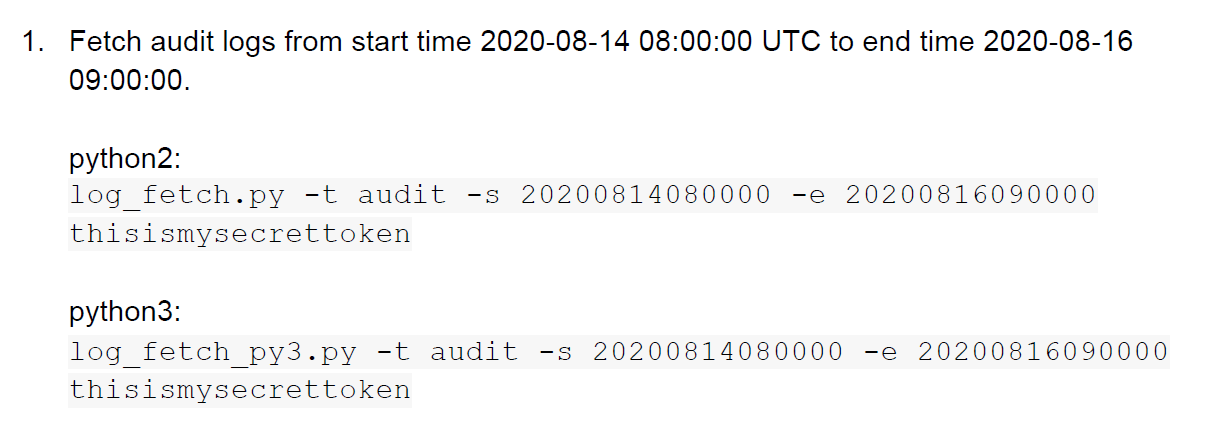 1. Fetch audit logs from start time 2020-08-14 08:00:00 UTC to end time 2020-08-16
09:00:00.
python2:
log_fetch.py -t audit -s 20200814080000 -e 20200816090000
thisismysecrettoken
python3:
log_fetch_py3.py -t audit -s 20200814080000 -e 20200816090000
thisismysecrettoken